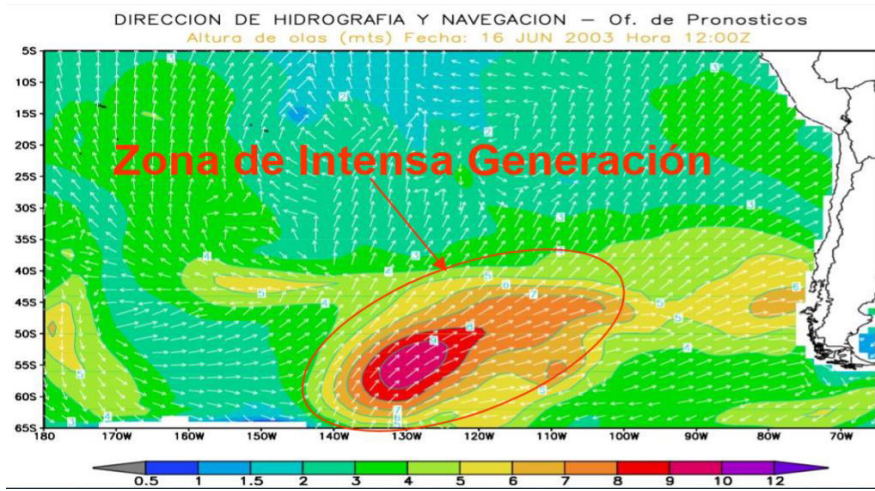 DIRECCION DE HIDROGRAFIA Y NAVEGACION – Of. de Pronosticos
Altura de olas (mts) Fecha: 16 JUN 2003 Hora 12:00Z
5S
10S
15S
20S
Zona de Intensa Generación
25S
30S
35S
40S
45S
50S
55S
60S
65S
180 170W 160W 150W 140W 130W 120W 110W 100W 90W 80W 70W
0.5 1 1.5 2 3 4 5 6 7 8 9 10 12